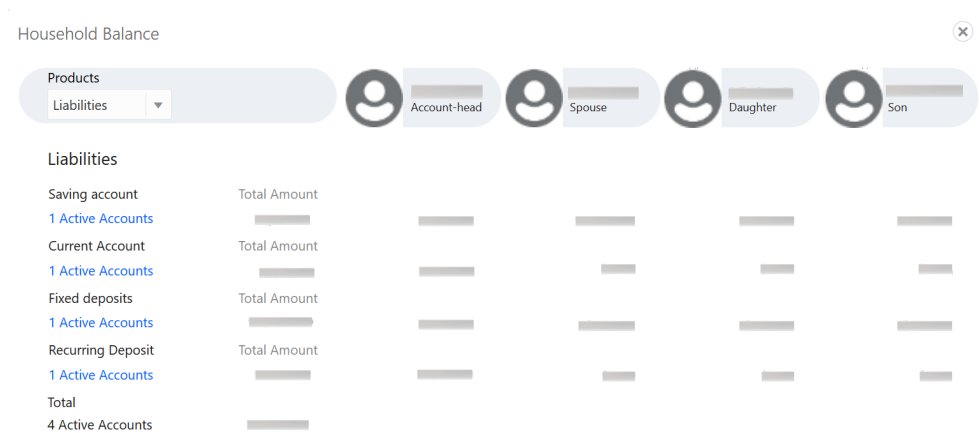 Household Balance
Products
Liabilities
Account-head
Spouse
Daughter
Son
Liabilities
Saving account Total Amount
1 Active Accounts
Current Account Total Amount
1 Active Accounts
Fixed deposits Total Amount
1 Active Accounts
Recurring Deposit Total Amount
1 Active Accounts
Total
4 Active Accounts